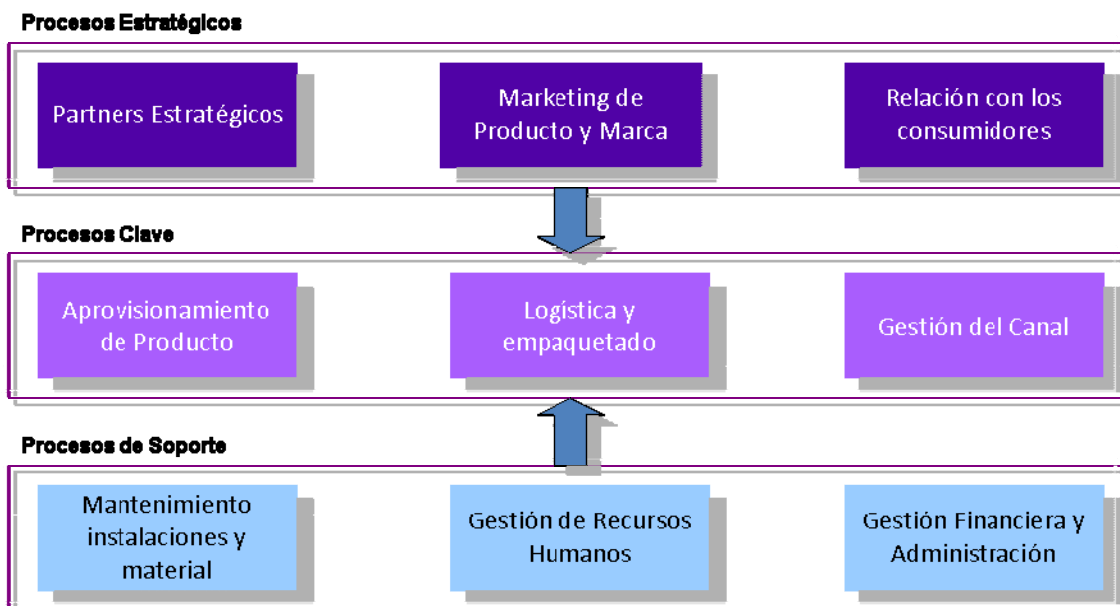 Procesos Estratégicos
Partners Estratégicos
Marketing de
Producto y Marca
Relación con los
consumidores
Procesos Clave
Aprovisionamiento
de Producto
Logística y
empaquetado
Gestión del Canal
Procesos de Soporte
Mantenimiento
instalaciones y
material
Gestión de Recursos
Humanos
Gestión Financiera y
Administración